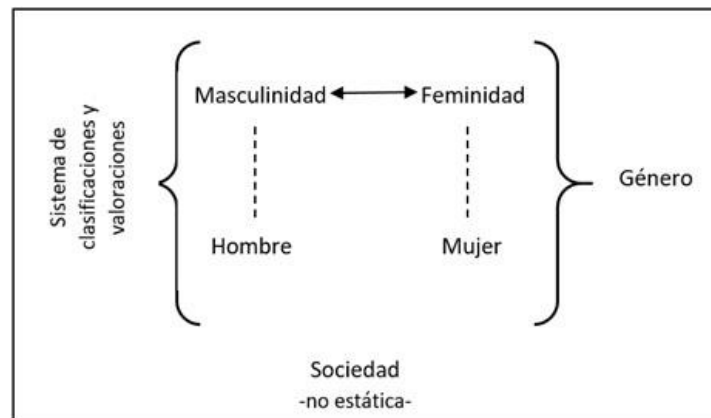 Sistema de
clasificaciones y
valoraciones
Masculinidad
Feminidad
Hombre
Mujer
Género
Sociedad
-no estática-